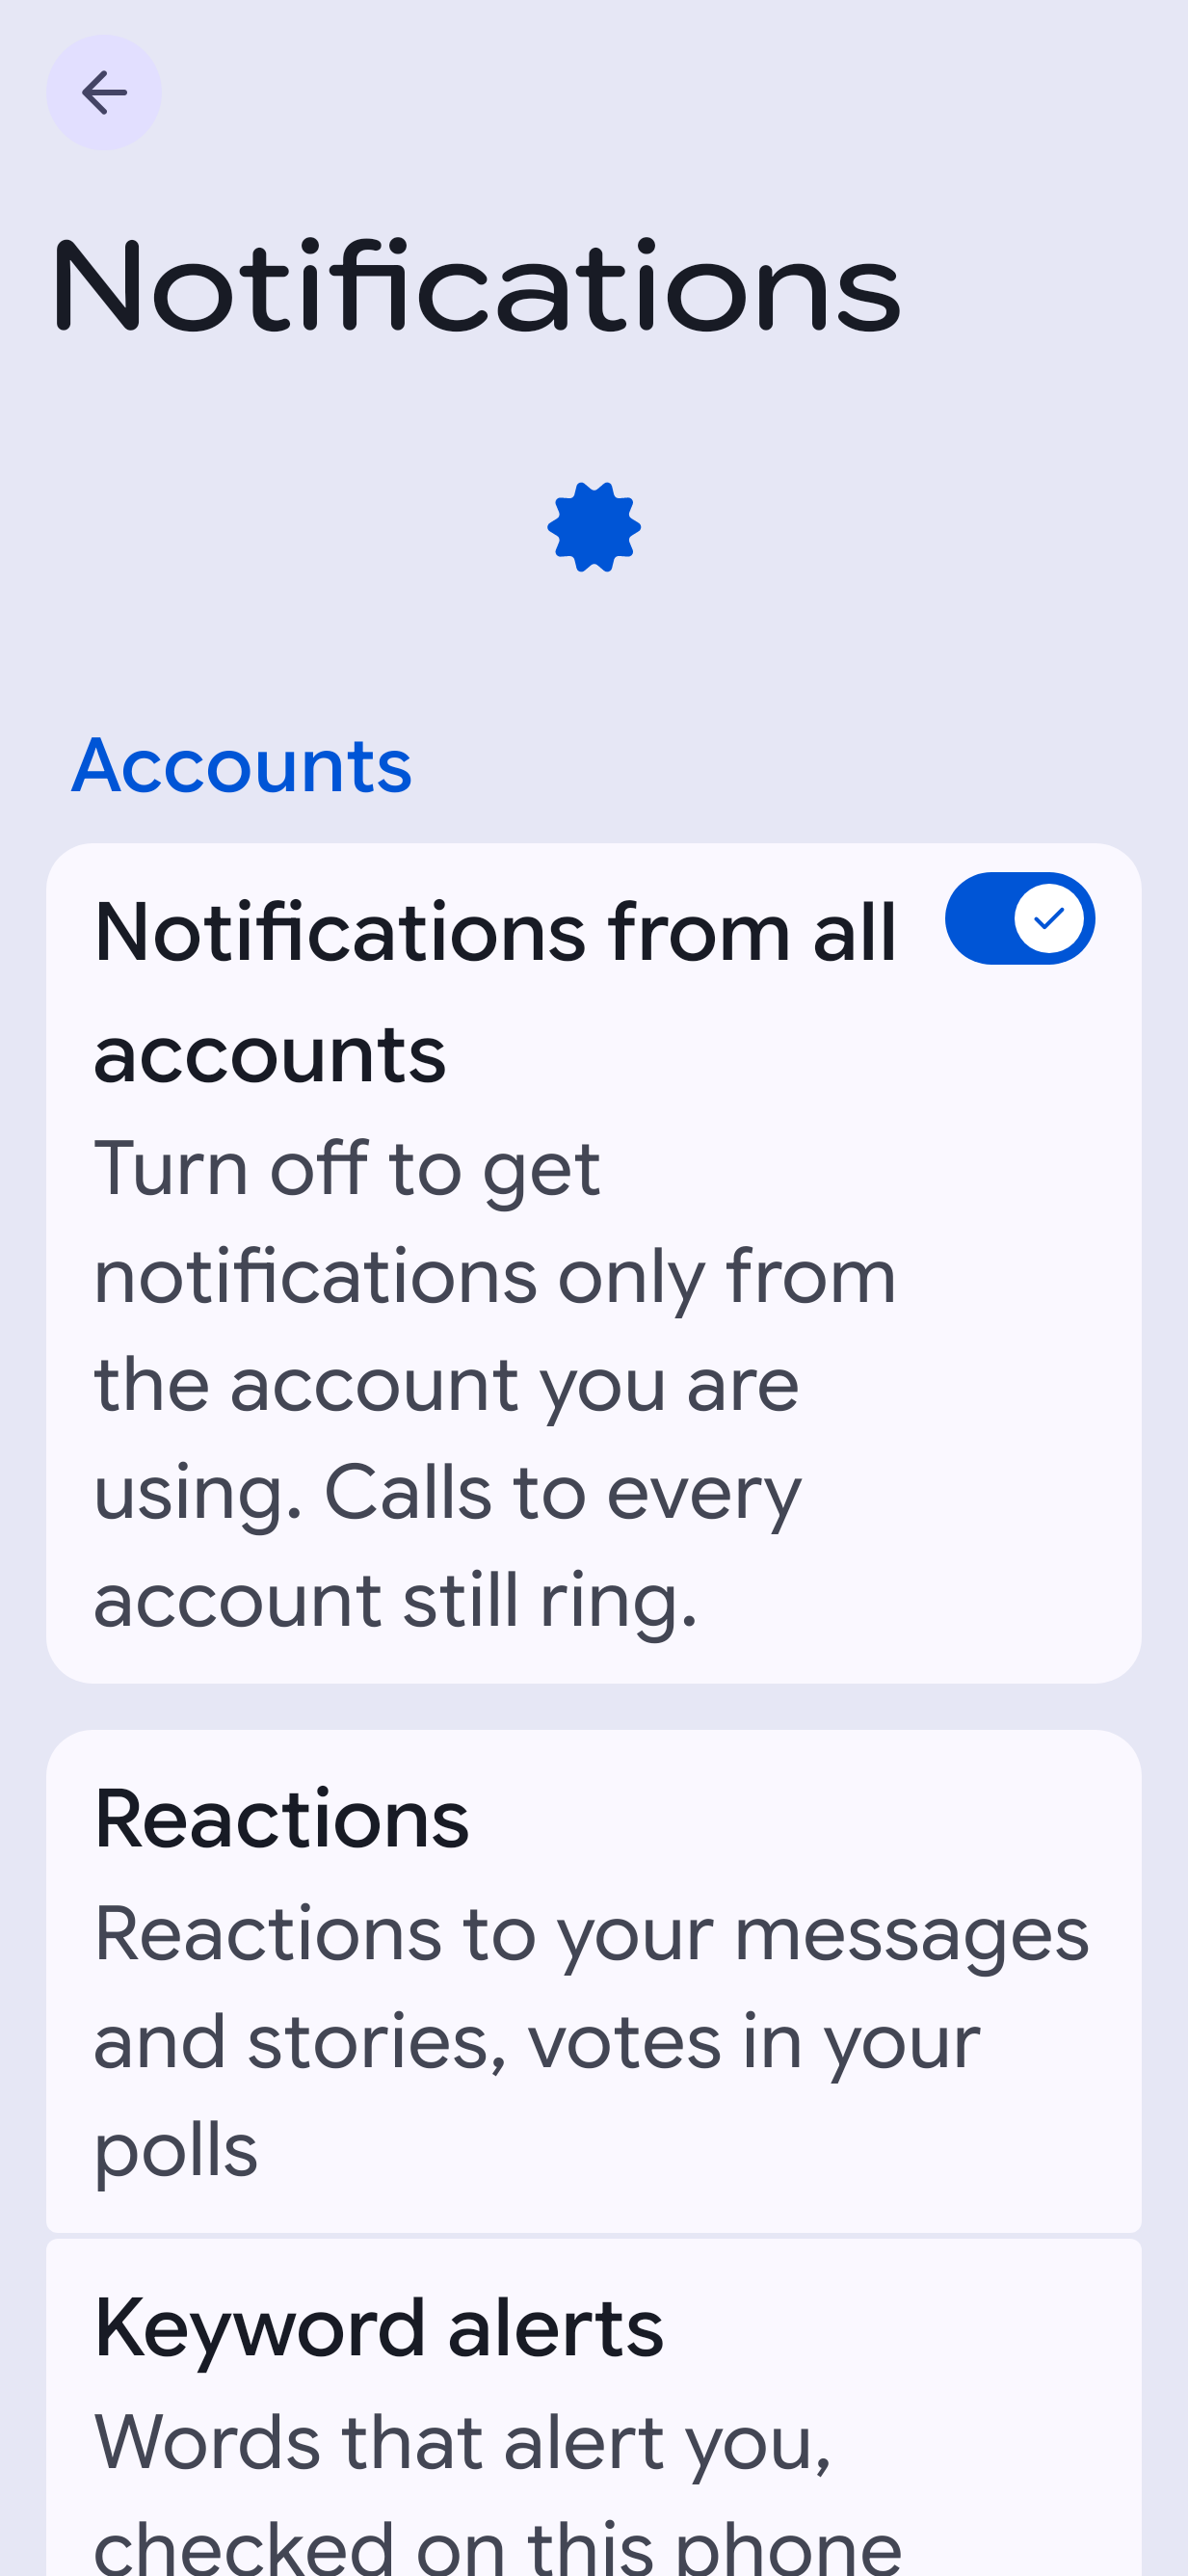 Notifications
Accounts
Notifications from all
accounts
Turn off to get
notifications only from
the account you are
using. Calls to every
account still ring.
Reactions
Reactions to your messages
and stories, votes in your
polls
Keyword alerts
Words that alert you,
checked on this phone